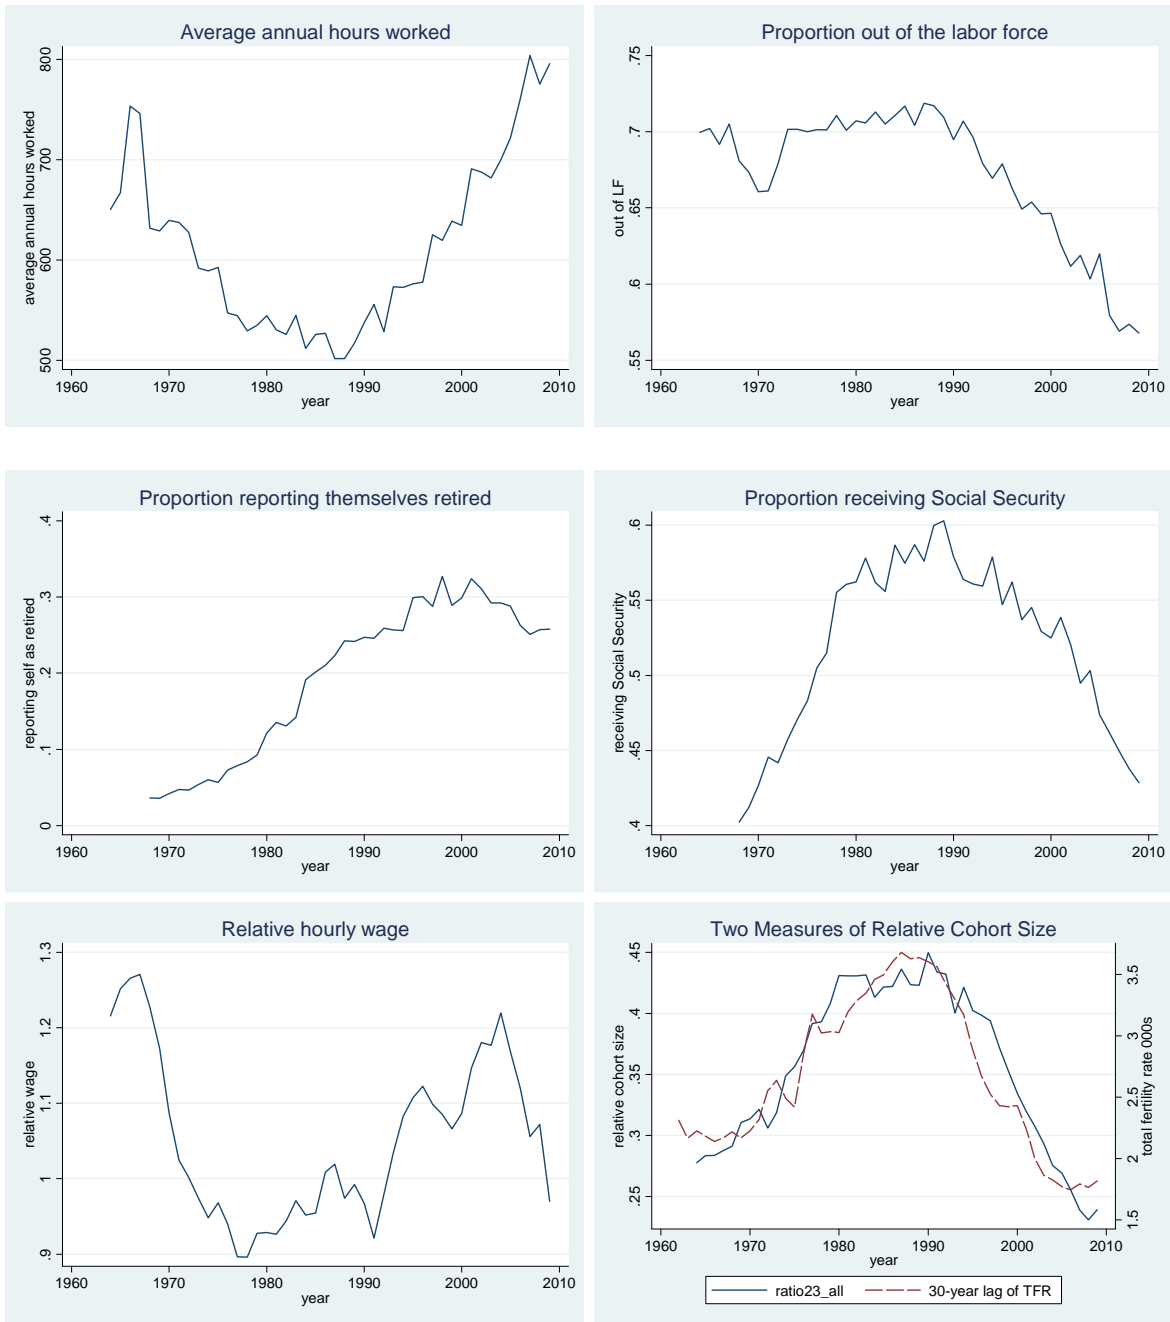 Average annual hours worked
average annual hours worked
800
700
600
500
1960 1970 1980 1990 2000 2010
year
Proportion out of the labor force
out of LF
.75
.7
.65
.6
.55
1960 1970 1980 1990 2000 2010
year
Proportion reporting themselves retired
reporting self as retired
.4
.3
.2
.1
0
1960 1970 1980 1990 2000 2010
year
Proportion receiving Social Security
receiving Social Security
.6
.55
.5
.45
.4
1960 1970 1980 1990 2000 2010
year
Relative hourly wage
relative wage
1.3
1.2
1.1
1
.9
1960 1970 1980 1990 2000 2010
year
Two Measures of Relative Cohort Size
relative cohort size
.45
.4
.35
.3
.25
3.5
3
2.5
2
1.5
total fertility rate 000s
1960 1970 1980 1990 2000 2010
year
ratio23_all 30-year lag of TFR